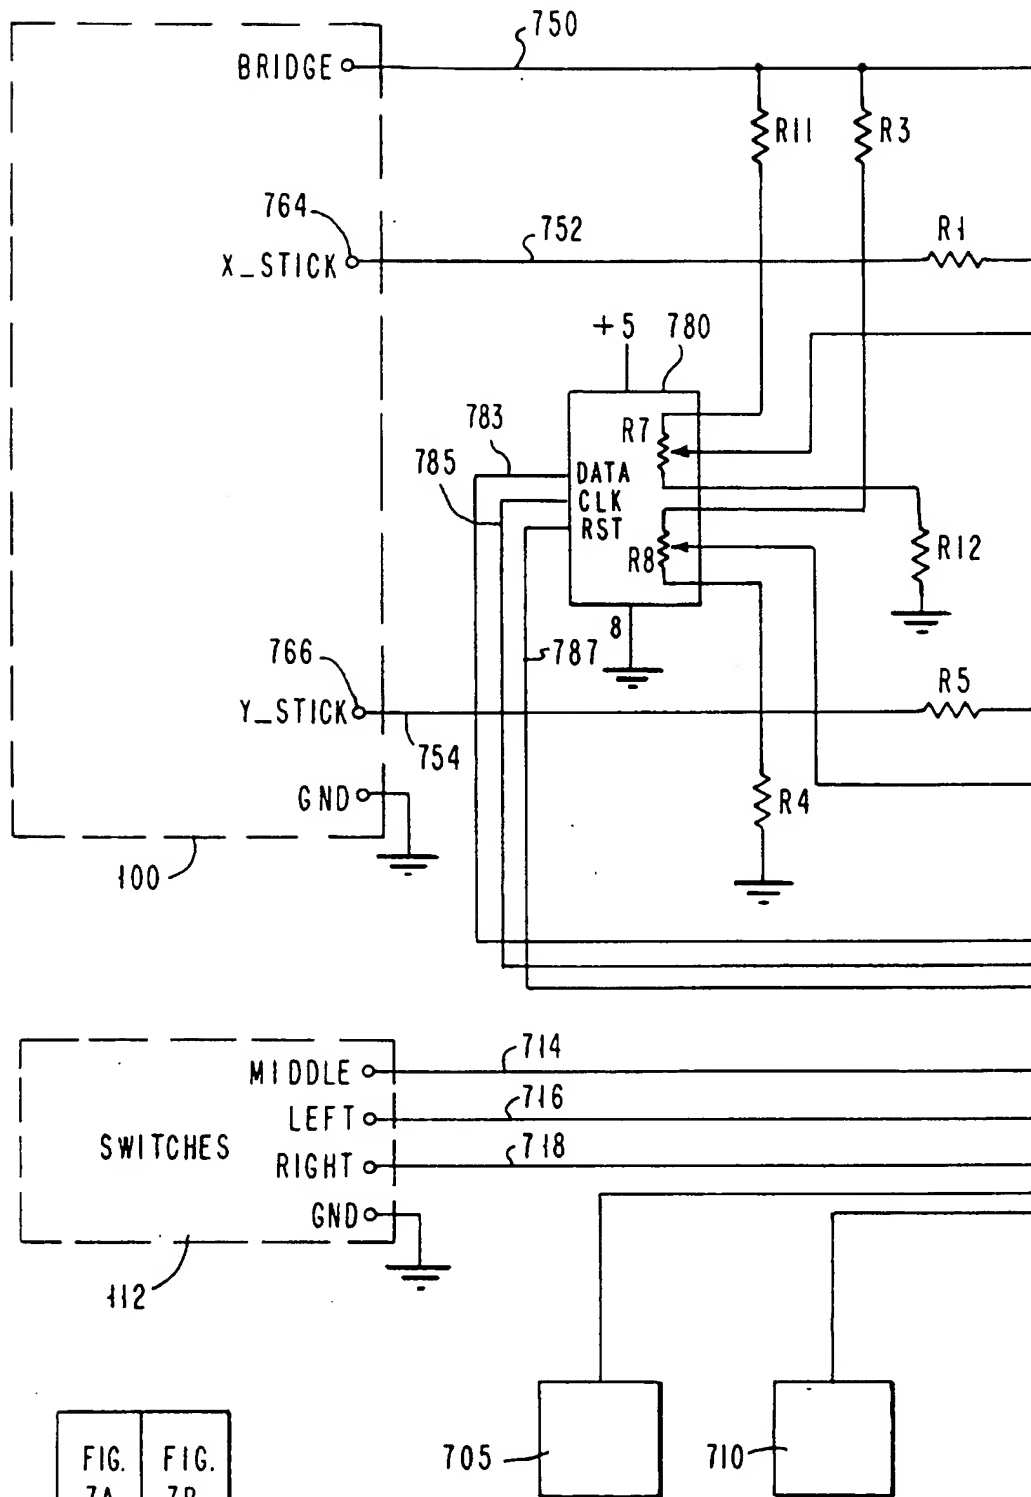 750
BRIDGE
R11
R3
764
752
R1
X_STICK
+5
780
783
R7
785
DATA
CLK
RST
R8
R12
8
766
787
R5
Y_STICK
754
GND
R4
100
714
MIDDLE
716
LEFT
SWITCHES
718
RIGHT
GND
112
FIG.
7A
FIG.
7B
705
710